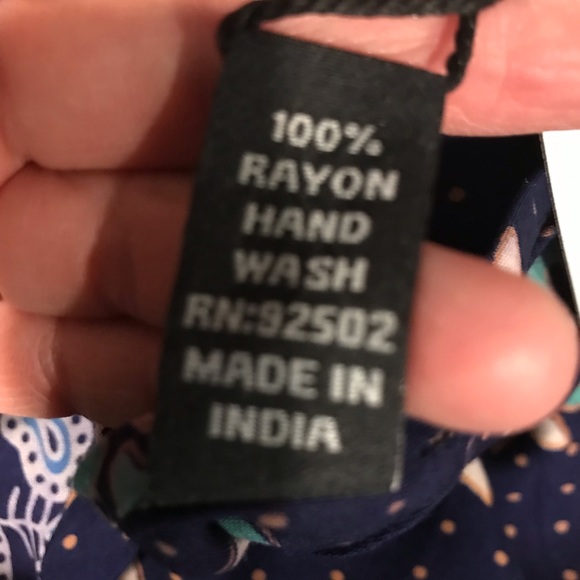 100%
RAYON
HAND
WASH
RN:92502
MADE IN
INDIA